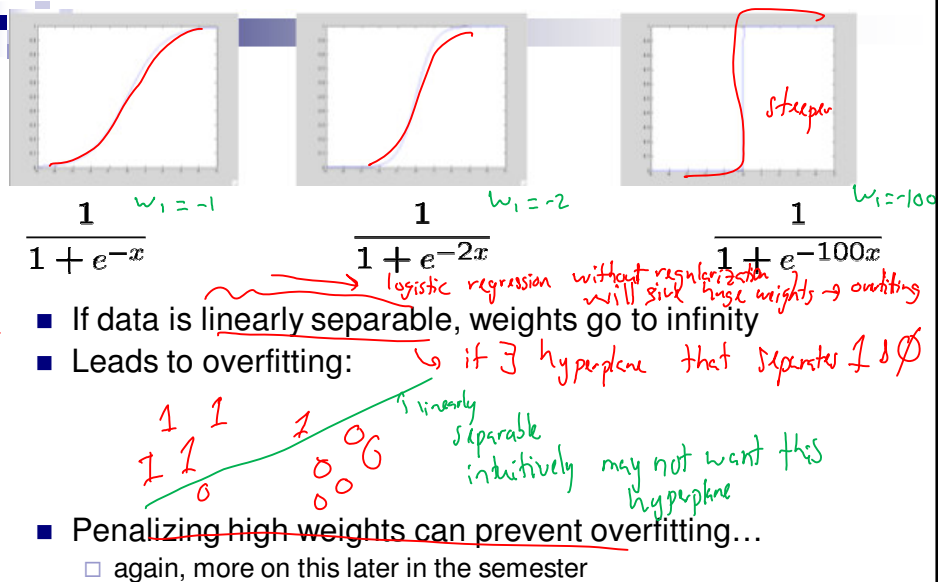 steeper
w₁ = -1
w₁ = -2
w₁ = -100
1
1 + e^{-x}
1
1 + e^{-2x}
1
1 + e^{-100x}
logistic regression without regularization
will give huge weights → overfitting
■ If data is linearly separable, weights go to infinity
■ Leads to overfitting:
if ∃ hyperplane that separates 1 & 0
1 1 1
1 1 0
0 0
0 0
linearly
separable
intuitively may not want this
hyperplane
■ Penalizing high weights can prevent overfitting…
□ again, more on this later in the semester